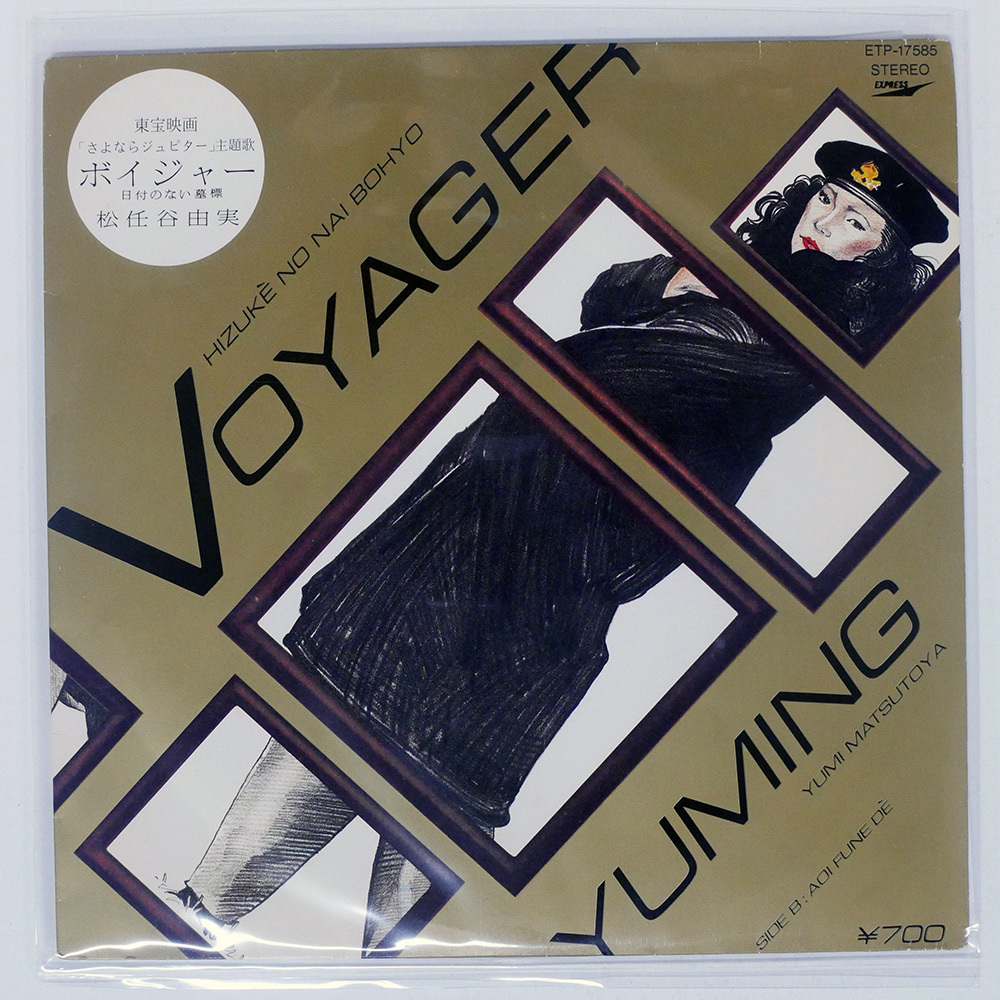 ETP-17585
STEREO
EXPRESS
東宝映画
「さよならジュピター」主題歌
ボイジャー
日付のない墓標
松任谷由実
HIZUKÈ NO NAI BOHYO
VOYAGER
YUMING
YUMI MATSUTOYA
SIDE B : AOI FUNE DÈ
¥700